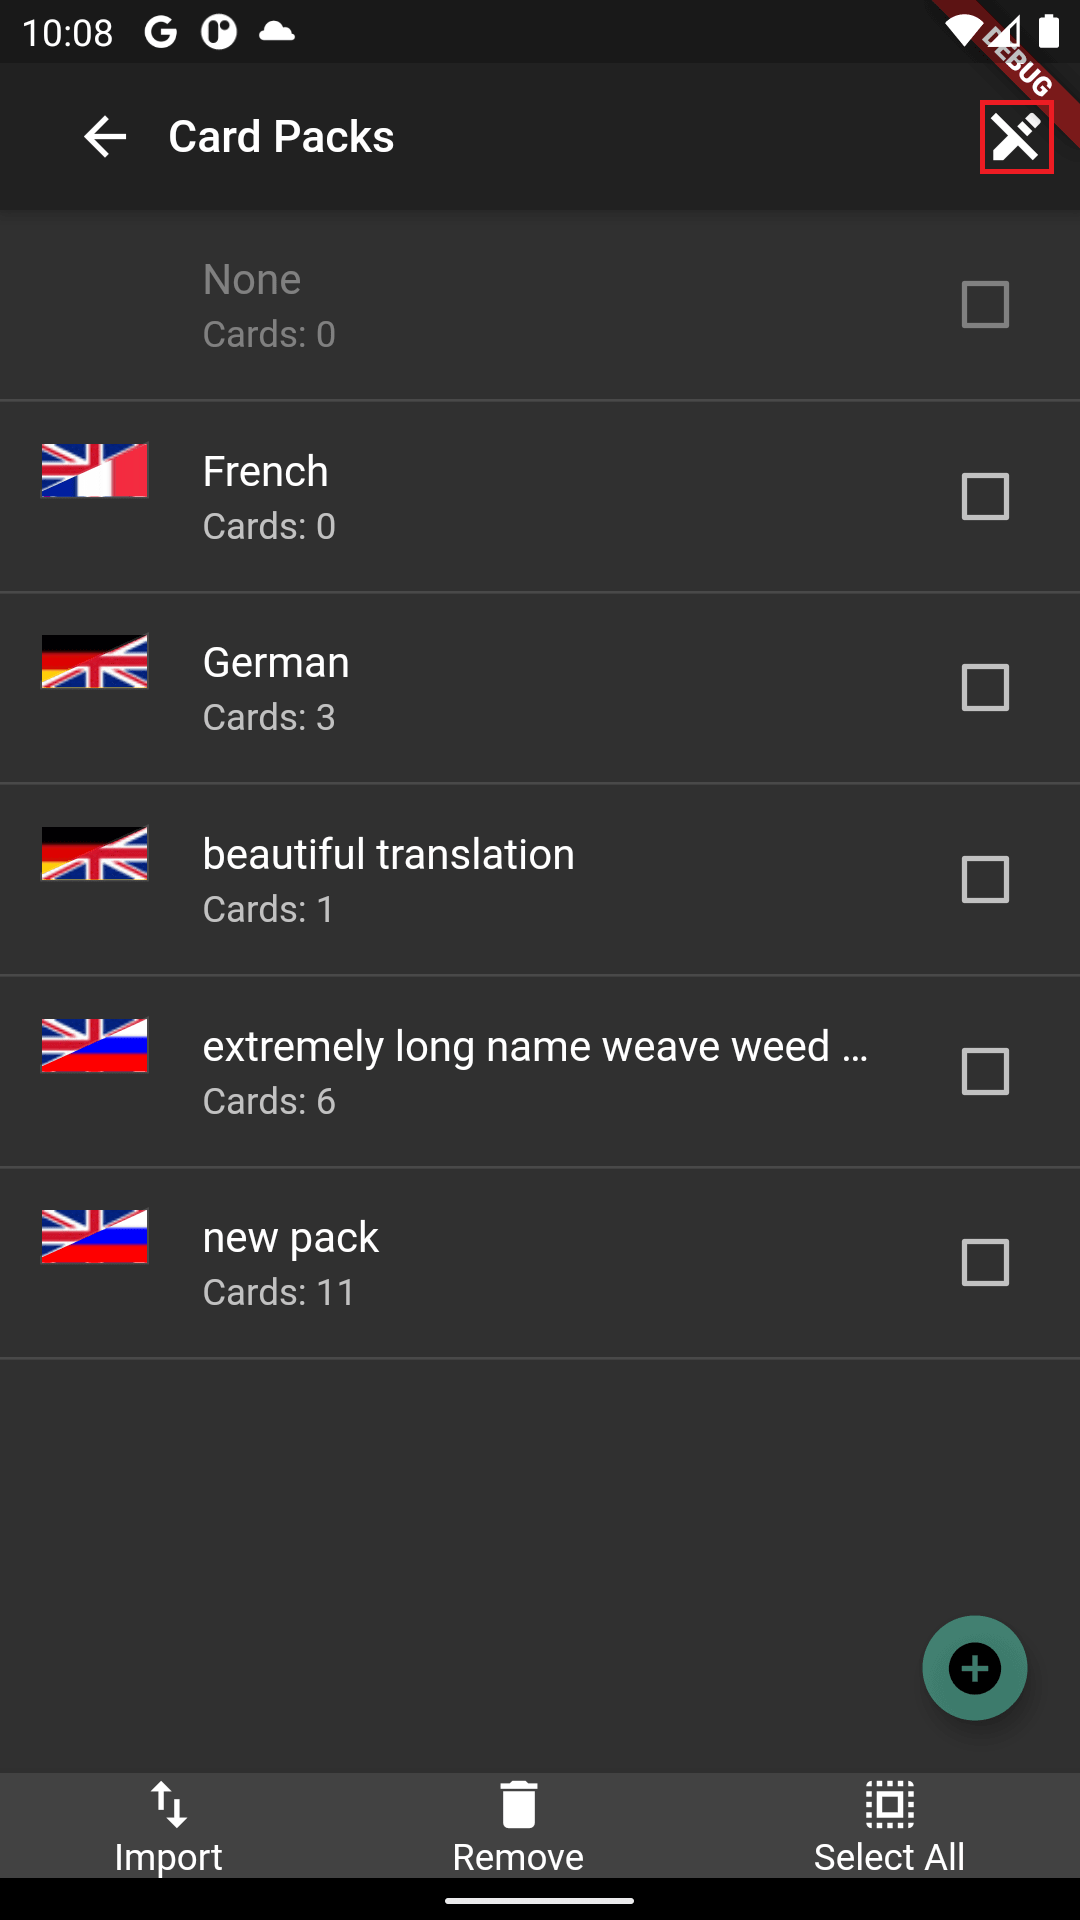 10:08
DEBUG
Card Packs
None
Cards: 0
French
Cards: 0
German
Cards: 3
beautiful translation
Cards: 1
extremely long name weave weed ...
Cards: 6
new pack
Cards: 11
Import
Remove
Select All